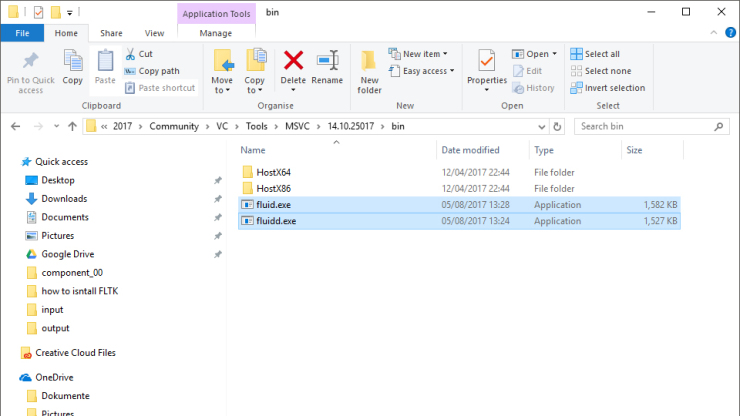 Application Tools bin
File Home Share View Manage
Pin to Quick access
Copy
Paste
Cut
Copy path
Paste shortcut
Clipboard
Move to
Copy to
Delete
Rename
Organise
New folder
New item
Easy access
New
Properties
Open
Edit
History
Open
Select all
Select none
Invert selection
Select
« 2017 > Community > VC > Tools > MSVC > 14.10.25017 > bin
Search bin
Quick access
Desktop
Downloads
Documents
Pictures
Google Drive
component_00
how to isntall FLTK
input
output
Creative Cloud Files
OneDrive
Dokumente
Pictures
Name Date modified Type Size
HostX64 12/04/2017 22:44 File folder
HostX86 12/04/2017 22:44 File folder
fluid.exe 05/08/2017 13:28 Application 1,582 KB
fluidd.exe 05/08/2017 13:24 Application 1,527 KB